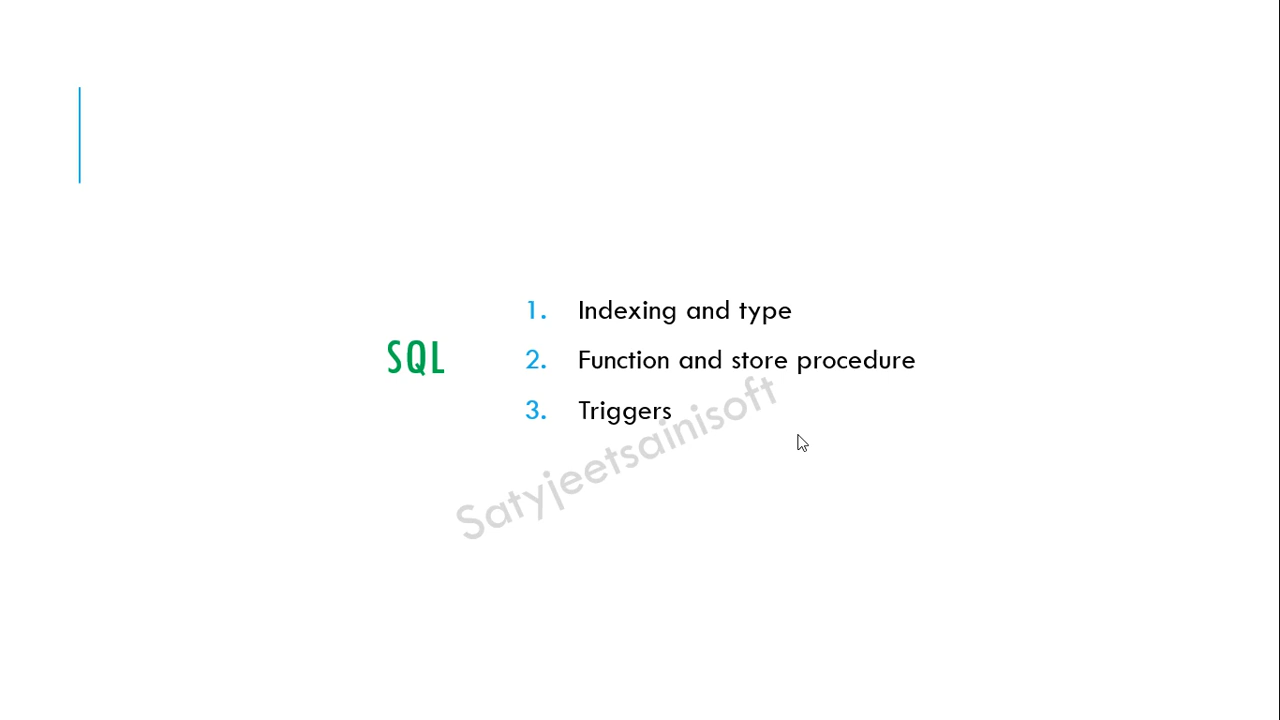 SQL
1. Indexing and type
2. Function and store procedure
3. Triggers
Satyjeetsainisoft